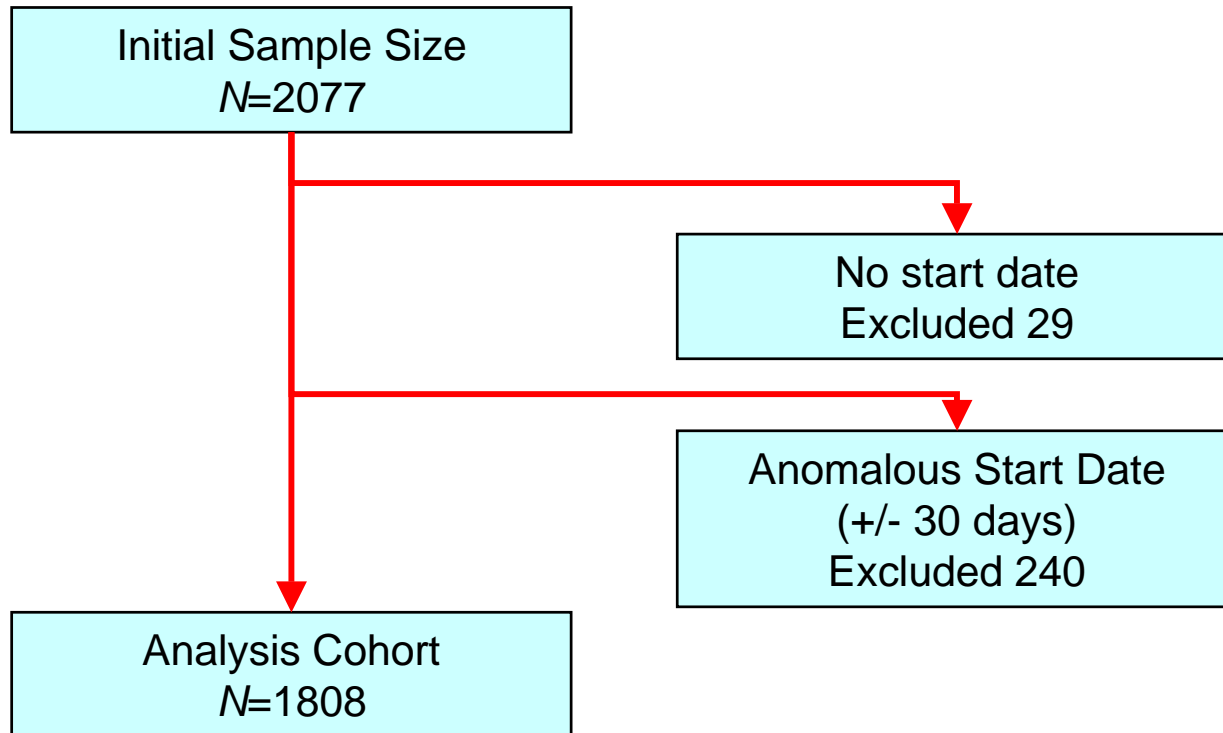 Initial Sample Size
N=2077
No start date
Excluded 29
Anomalous Start Date
(+/- 30 days)
Excluded 240
Analysis Cohort
N=1808